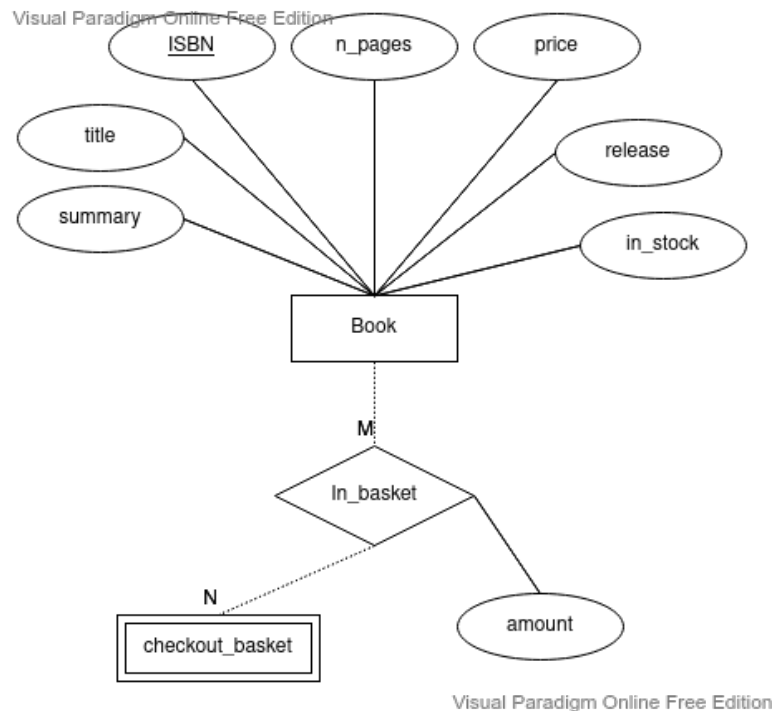 Visual Paradigm Online Free Edition
ISBN
n_pages
price
title
release
summary
in_stock
Book
M
In_basket
N
amount
checkout_basket
Visual Paradigm Online Free Edition